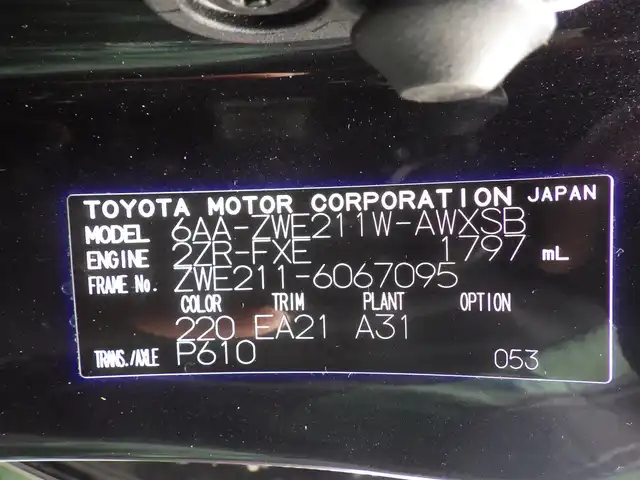 TOYOTA MOTOR CORPORATION JAPAN
MODEL 6AA-ZWE211W-AWXSB
ENGINE 2ZR-FXE 1797 mL
FRAME No. ZWE211-6067095
COLOR TRIM PLANT OPTION
220 EA21 A31
TRANS./AXLE P610 053